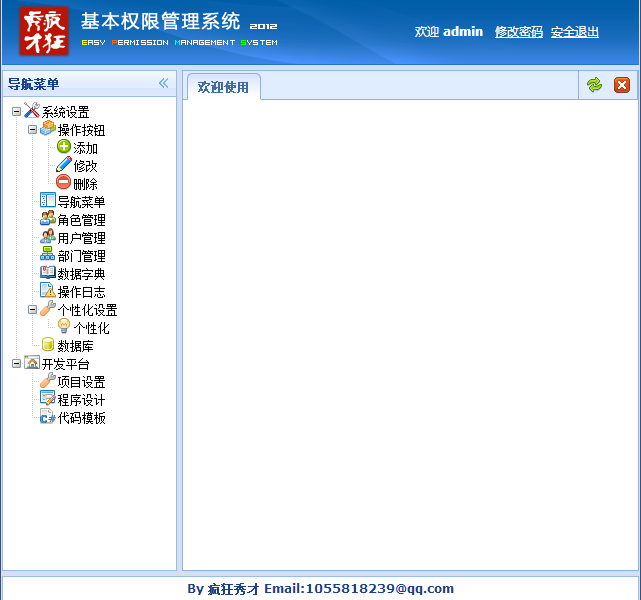 疯狂秀才
基本权限管理系统 2012
EASY PERMISSION MANAGEMENT SYSTEM
欢迎 admin 修改密码 安全退出
导航菜单
欢迎使用
系统设置
操作按钮
添加
修改
删除
导航菜单
角色管理
用户管理
部门管理
数据字典
操作日志
个性化设置
个性化
数据库
开发平台
项目设置
程序设计
代码模板
By 疯狂秀才 Email:1055818239@qq.com